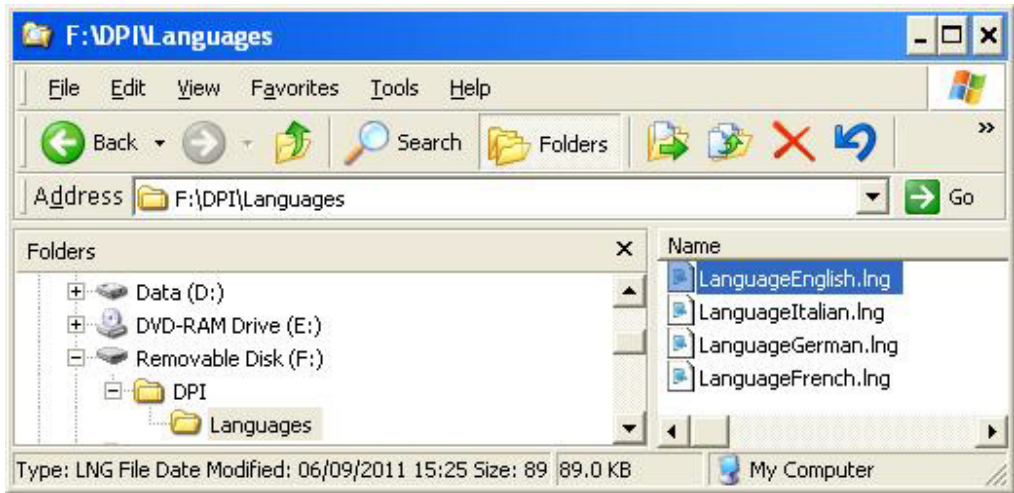 F:\DPI\Languages
File Edit View Favorites Tools Help
Back Search Folders »
Address F:\DPI\Languages Go
Folders x Name
Data (D:) LanguageEnglish.lng
DVD-RAM Drive (E:) LanguageItalian.lng
Removable Disk (F:) LanguageGerman.lng
DPI LanguageFrench.lng
Languages
Type: LNG File Date Modified: 06/09/2011 15:25 Size: 89 89.0 KB My Computer